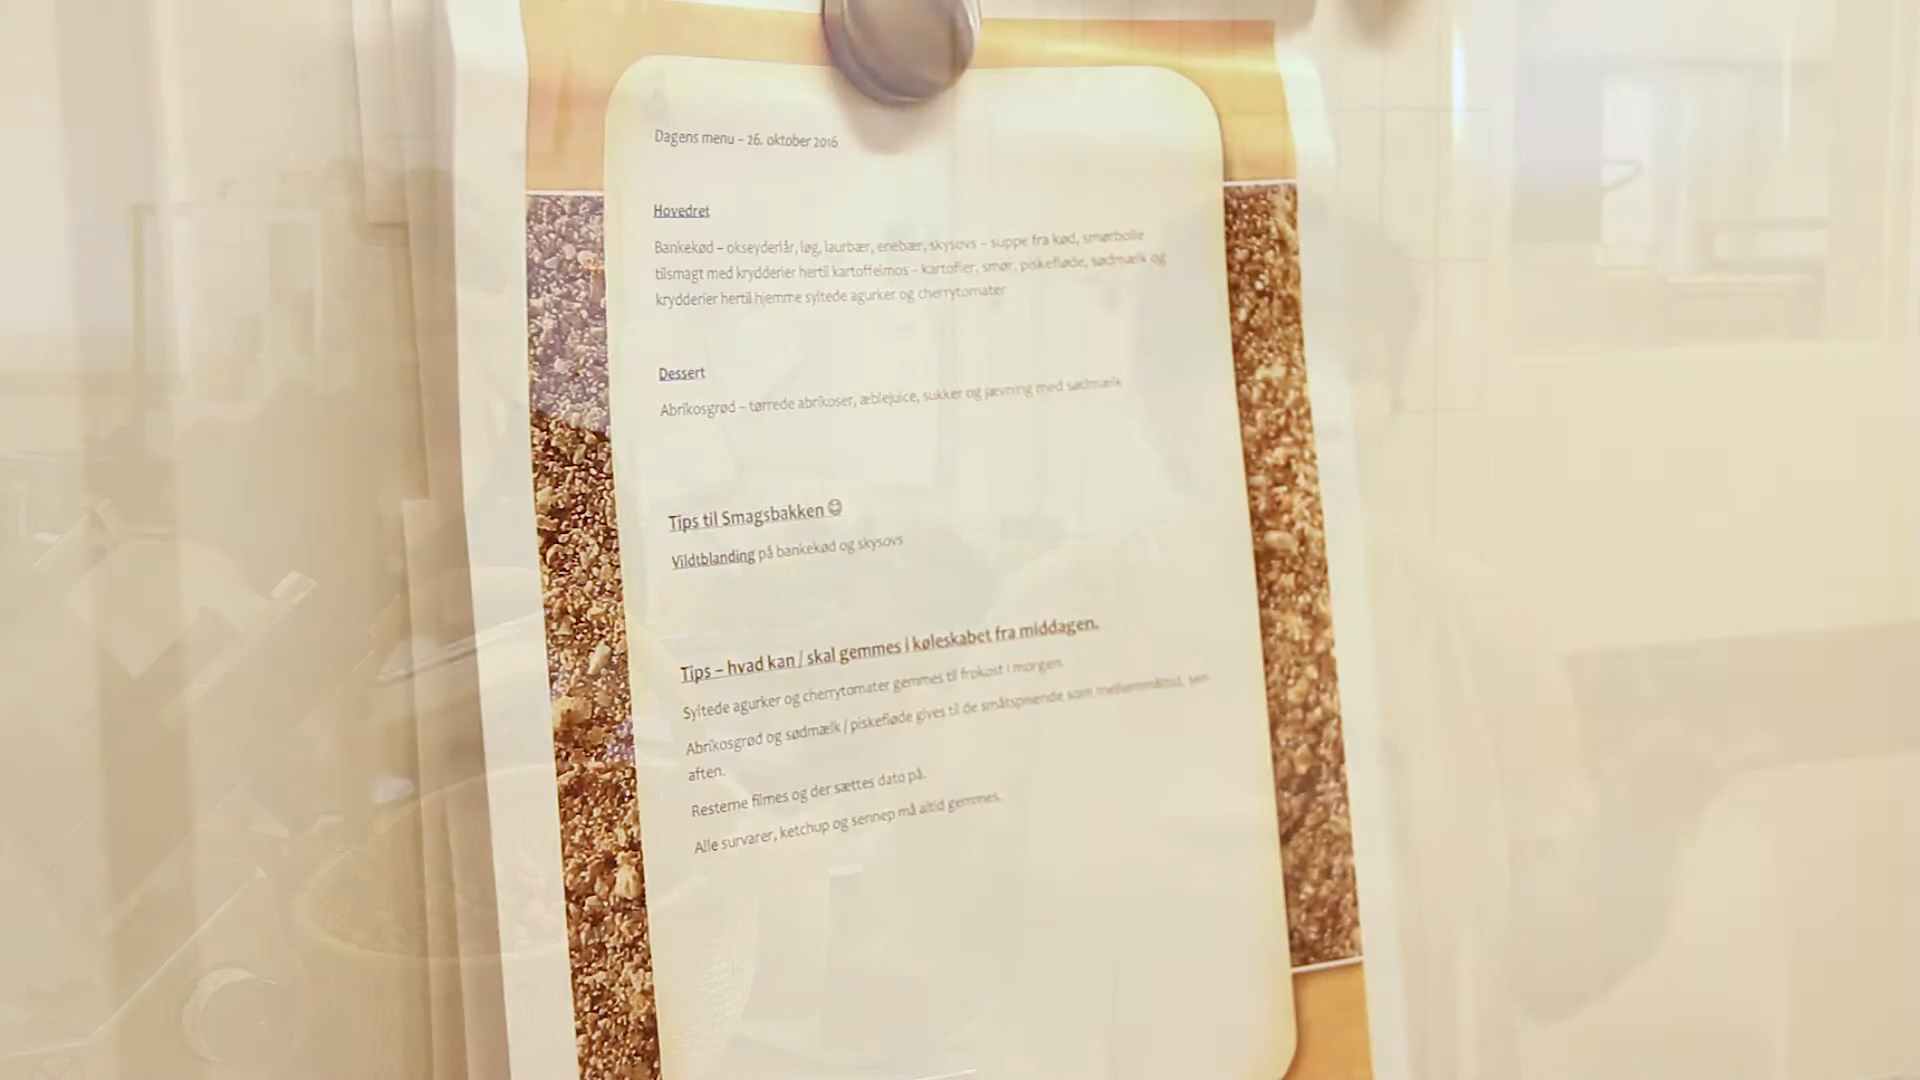 Dagens menu – 26. oktober 2016
Hovedret
Bankekød – okseyderlår, løg, laurbær, enebær, skysovs – suppe fra kød, smørbolle
tilsmagt med krydderier hertil kartoffelmos – kartofler, smør, piskefløde, sødmælk og
krydderier hertil hjemme syltede agurker og cherrytomater
Dessert
Abrikosgrød – tørrede abrikoser, æblejuice, sukker og jævning med sødmælk
Tips til Smagsbakken ☺
Vildtblanding på bankekød og skysovs
Tips – hvad kan / skal gemmes i køleskabet fra middagen.
Syltede agurker og cherrytomater gemmes til frokost i morgen.
Abrikosgrød og sødmælk / piskefløde gives til de småtspisende som mellemmåltid, sen
aften.
Resterne filmes og der sættes dato på.
Alle survarer, ketchup og sennep må altid gemmes.